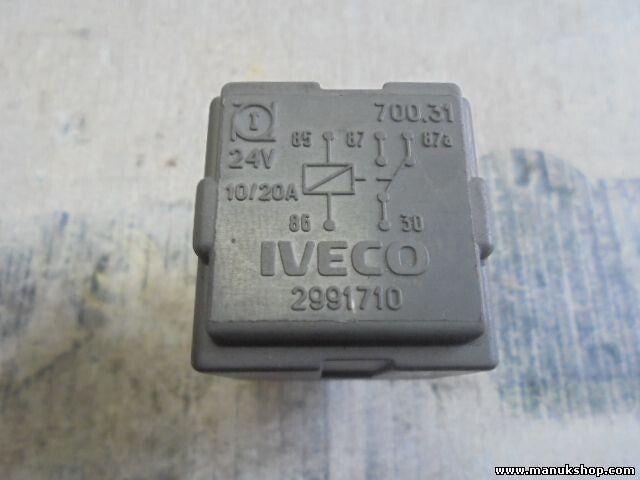 I 700.31
85 87 87a
24V
10/20A
86 30
IVECO
2991710
www.manukshop.com